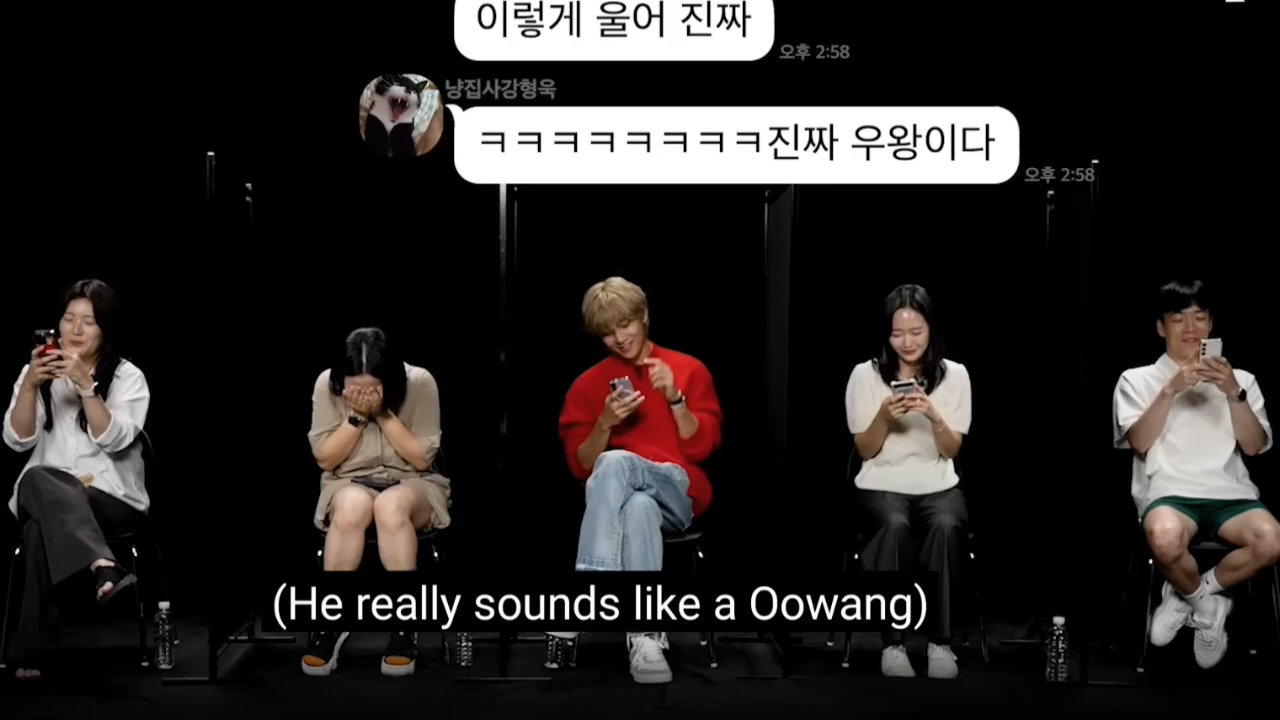 이렇게 울어 진짜
오후 2:58
냥집사강형욱
ㅋㅋㅋㅋㅋㅋㅋㅋ진짜 우왕이다
오후 2:58
(He really sounds like a Oowang)